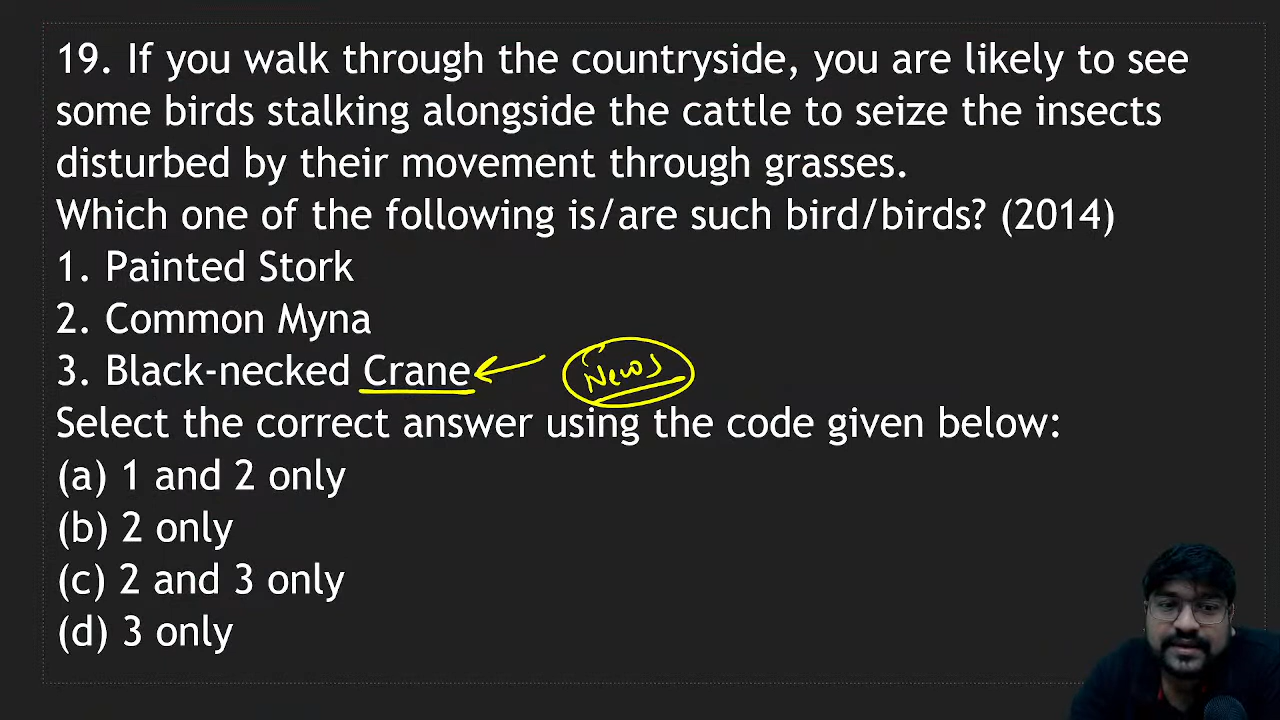 19. If you walk through the countryside, you are likely to see
some birds stalking alongside the cattle to seize the insects
disturbed by their movement through grasses.
Which one of the following is/are such bird/birds? (2014)
1. Painted Stork
2. Common Myna
3. Black-necked Crane
News
Select the correct answer using the code given below:
(a) 1 and 2 only
(b) 2 only
(c) 2 and 3 only
(d) 3 only